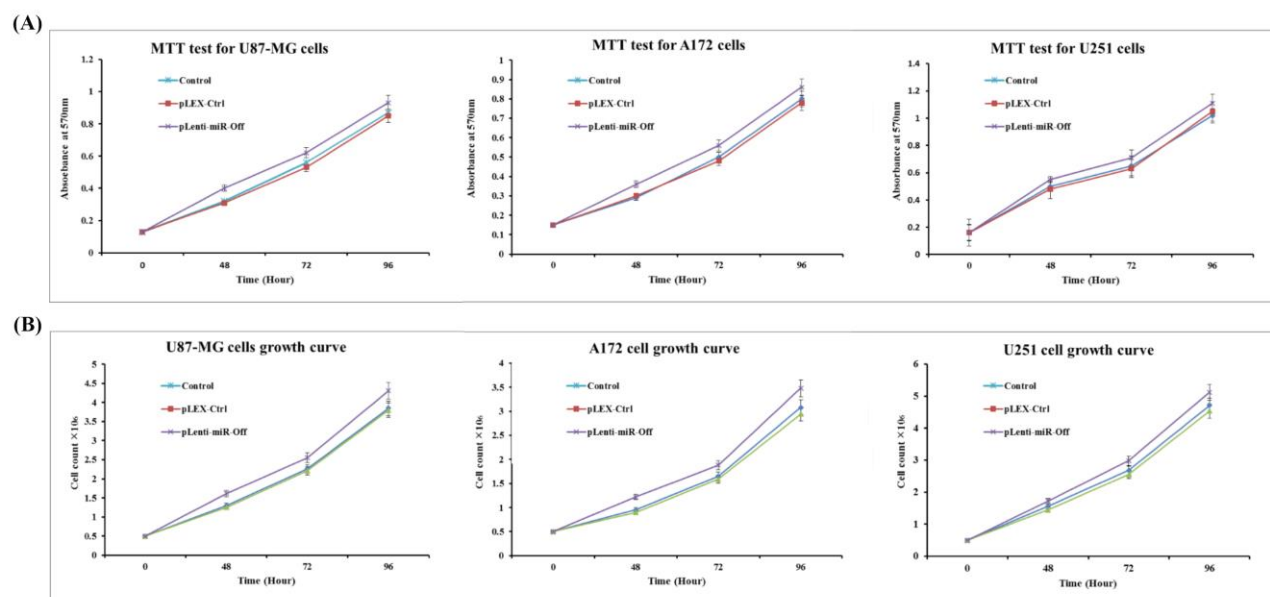 (A)
MTT test for U87-MG cells
Absoebance at 570nm
1.2
1
0.8
0.6
0.4
0.2
0
Control
pLEX-Ctrl
pLenti-miR-Off
0 48 72 96
Time (Hour)
MTT test for A172 cells
Absorbance at 570nm
1
0.9
0.8
0.7
0.6
0.5
0.4
0.3
0.2
0.1
0
Control
pLEX-Ctrl
pLenti-miR-Off
0 48 72 96
Time (Hour)
MTT test for U251 cells
Absorbance at 570nm
1.4
1.2
1
0.8
0.6
0.4
0.2
0
Control
pLEX-Ctrl
pLenti-miR-Off
0 48 72 96
Time (Hour)
(B)
U87-MG cells growth curve
Cell count ×10₆
5
4.5
4
3.5
3
2.5
2
1.5
1
0.5
0
Control
pLEX-Ctrl
pLenti-miR-Off
0 48 72 96
Time (Hour)
A172 cell growth curve
Cell count ×10₆
4
3.5
3
2.5
2
1.5
1
0.5
0
Control
pLEX-Ctrl
pLenti-miR-Off
0 48 72 96
Time (Hour)
U251 cell growth curve
Cell count ×10₆
6
5
4
3
2
1
0
Control
pLEX-Ctrl
pLenti-miR-Off
0 48 72 96
Time (Hour)